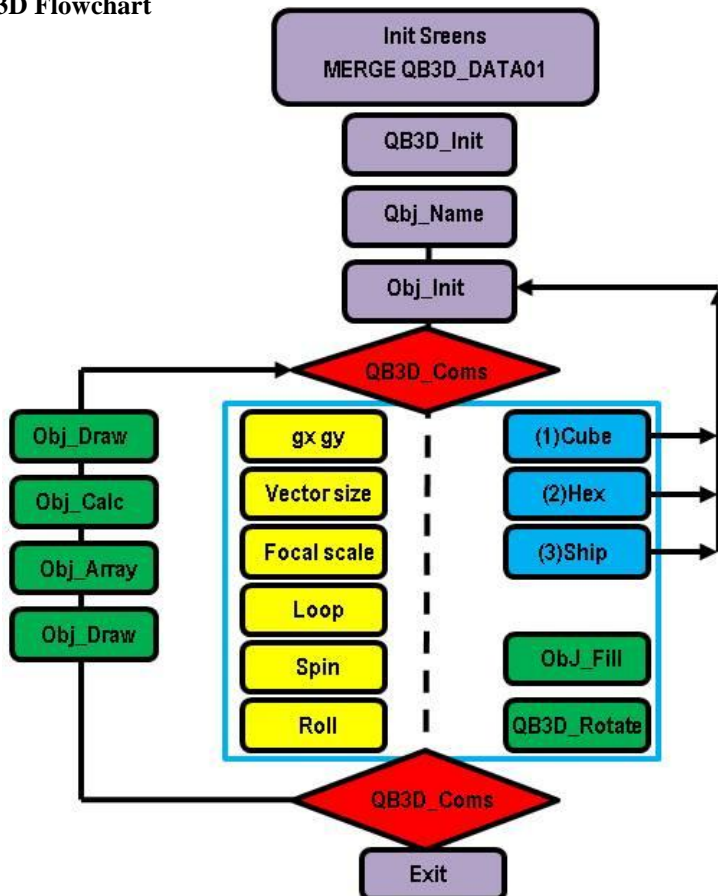 3D Flowchart
Init Sreens
MERGE QB3D_DATA01
QB3D_Init
Qbj_Name
Obj_Init
QB3D_Coms
Obj_Draw
Obj_Calc
Obj_Array
Obj_Draw
gx gy
Vector size
Focal scale
Loop
Spin
Roll
(1)Cube
(2)Hex
(3)Ship
ObJ_Fill
QB3D_Rotate
QB3D_Coms
Exit